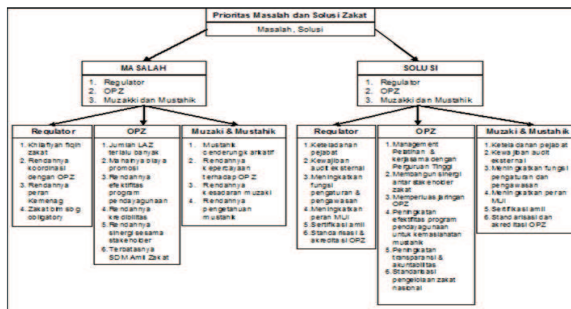 Prioritas Masalah dan Solusi Zakat
Masalah, Solusi
MASALAH
1. Regulator
2. OPZ
3. Muzakki dan Mustahik
SOLUSI
1. Regulator
2. OPZ
3. Muzakki dan Mustahik
Regulator
1. Khilafiyah fiqih
zakat
2. Rendahnya
koordinasi
dengan OPZ
3. Rendahnya
peran
Kemenag
4. Zakat blm sbg
obligatory
OPZ
1. Jumlah LAZ
terlalu banyak
2. Mahalnya biaya
promosi
3. Rendahnya
efektifitas
program
pendayagunaan
4. Rendahnya
kredibilitas
5. Rendahnya
sinergi sesama
stakeholder
6. Terbatasnya
SDM Amil Zakat
Muzaki & Mustahik
1. Mustahik
cenderung karikatif
2. Rendahnya
kepercayaan
terhadap OPZ
3. Rendahnya
kesadaran muzaki
4. Rendahnya
pengetahuan
mustahik
Regulator
1. Keteladanan
pejabat
2. Kewajiban
audit eksternal
3. Meningkatkan
fungsi
pengaturan &
pengawasan
4. Meningkatkan
peran MUI
5. Sertifikasi amil
6. Standarisasi &
akreditasi OPZ
OPZ
1. Management
Pelatihan &
kerjasama dengan
Perguruan Tinggi
2. Membangun sinergi
antar stakeholder
zakat
3. Memperluas jaringan
OPZ
4. Peningkatan
efektifitas program
pendayagunaan
untuk kemaslahatan
mustahik
5. Peningkatan
transparansi &
akuntabilitas
6. Standarisasi
pengelolaan zakat
nasional
Muzaki & Mustahik
1. Keteladanan pejabat
2. Kewajiban audit
eksternal
3. Meningkatkan fungsi
pengaturan dan
pengawasan
4. Meningkatkan peran
MUI
5. Sertifikasi amil
6. Standarisasi dan
akreditasi OPZ